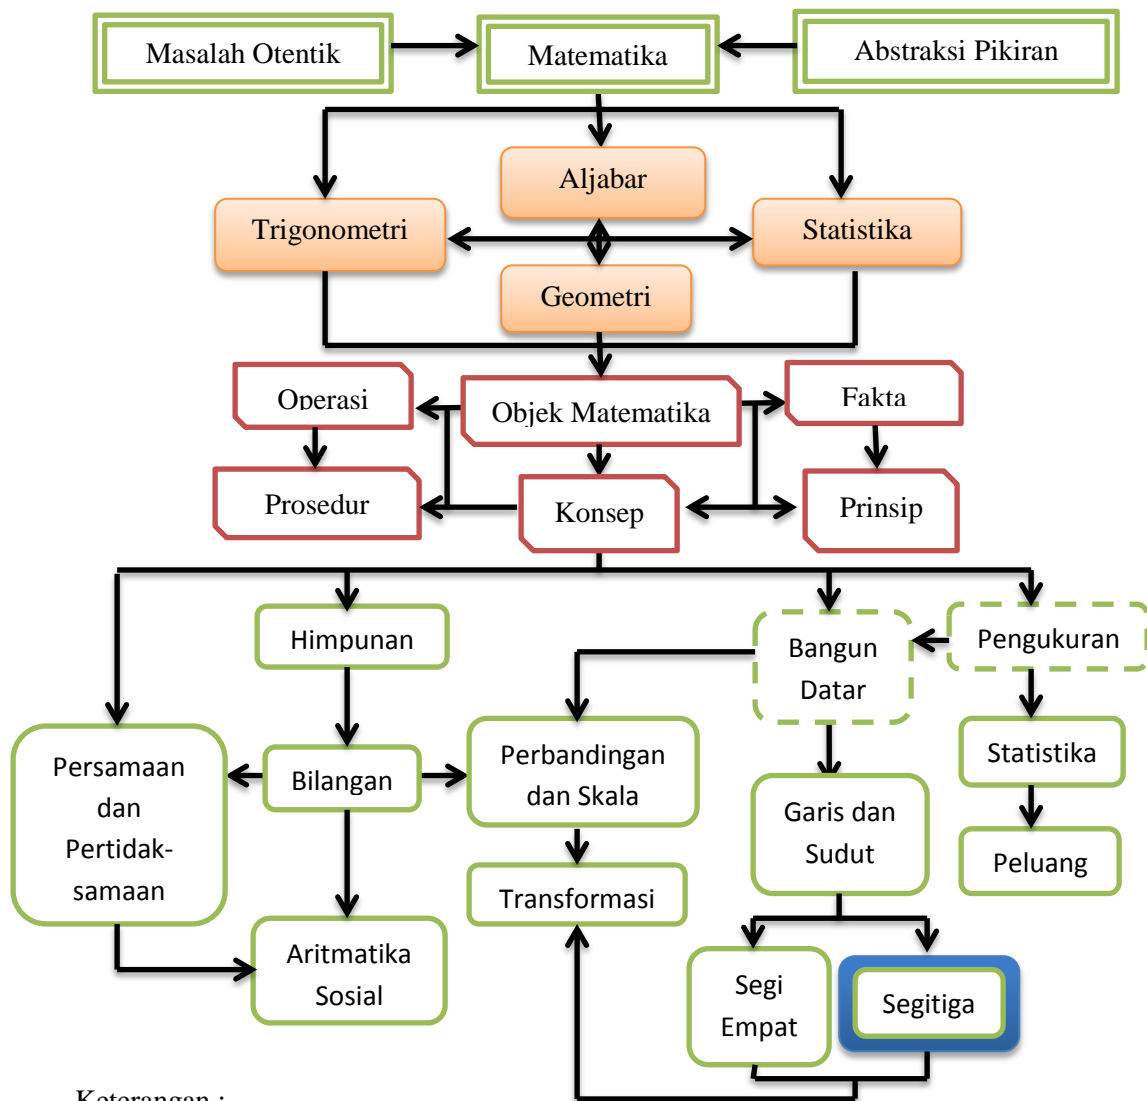 Masalah Otentik
Matematika
Abstraksi Pikiran
Aljabar
Trigonometri
Statistika
Geometri
Operasi
Objek Matematika
Fakta
Prosedur
Konsep
Prinsip
Himpunan
Bangun
Datar
Pengukuran
Persamaan
dan
Pertidak-
samaan
Bilangan
Perbandingan
dan Skala
Statistika
Garis dan
Sudut
Peluang
Transformasi
Aritmatika
Sosial
Segi
Empat
Segitiga
Keterangan :